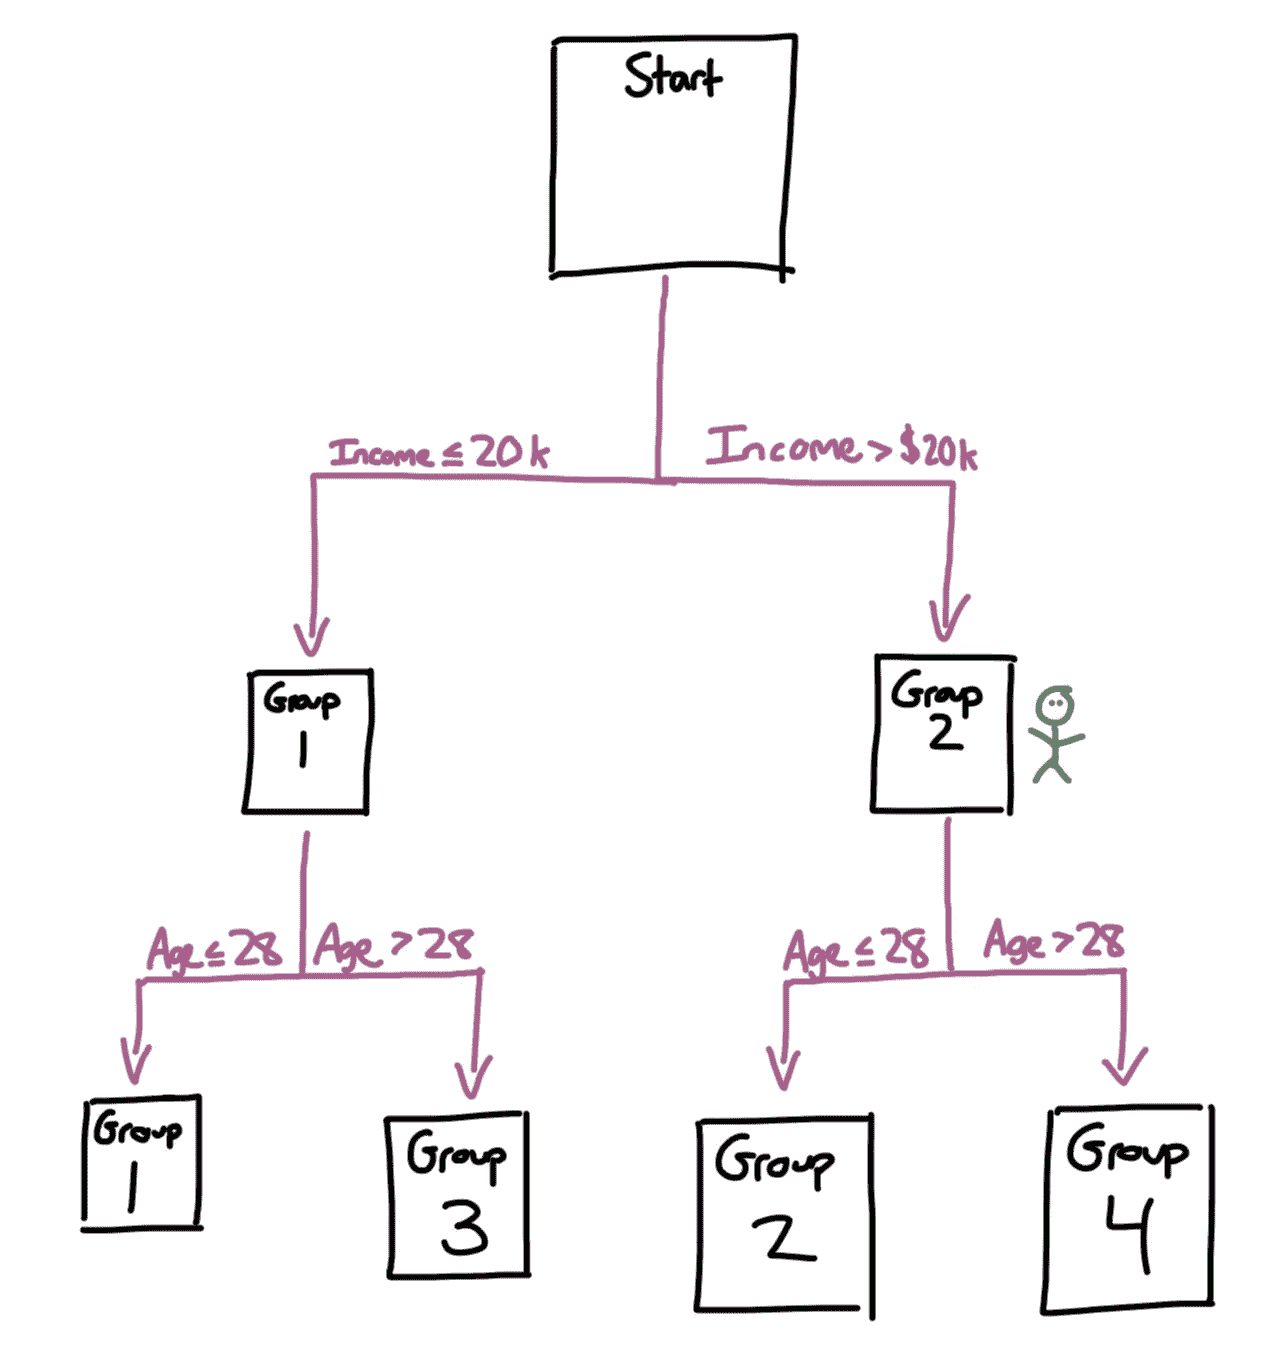 Start
Income ≤ 20k
Income > $20k
Group
1
Group
2
Age ≤ 28
Age > 28
Age ≤ 28
Age > 28
Group
1
Group
3
Group
2
Group
4